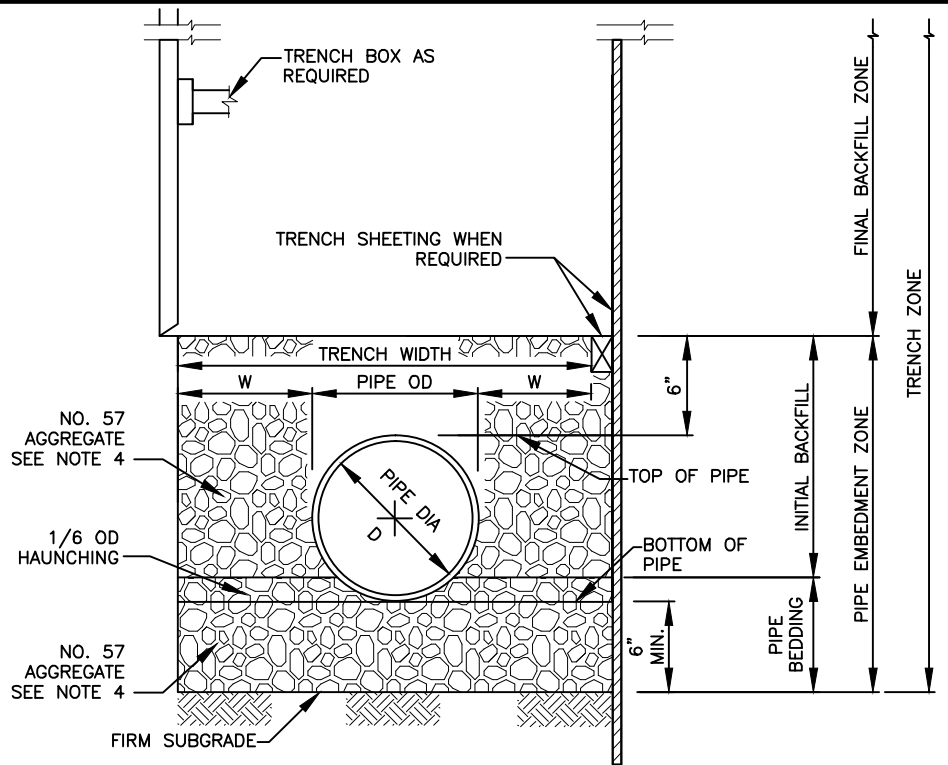 TRENCH BOX AS
REQUIRED
FINAL BACKFILL ZONE
TRENCH ZONE
TRENCH SHEETING WHEN
REQUIRED
TRENCH WIDTH
W
PIPE OD
W
6"
NO. 57
AGGREGATE
SEE NOTE 4
PIPE DIA
D
TOP OF PIPE
INITIAL BACKFILL
PIPE EMBEDMENT ZONE
1/6 OD
HAUNCHING
BOTTOM OF
PIPE
NO. 57
AGGREGATE
SEE NOTE 4
6"
MIN.
PIPE
BEDDING
FIRM SUBGRADE